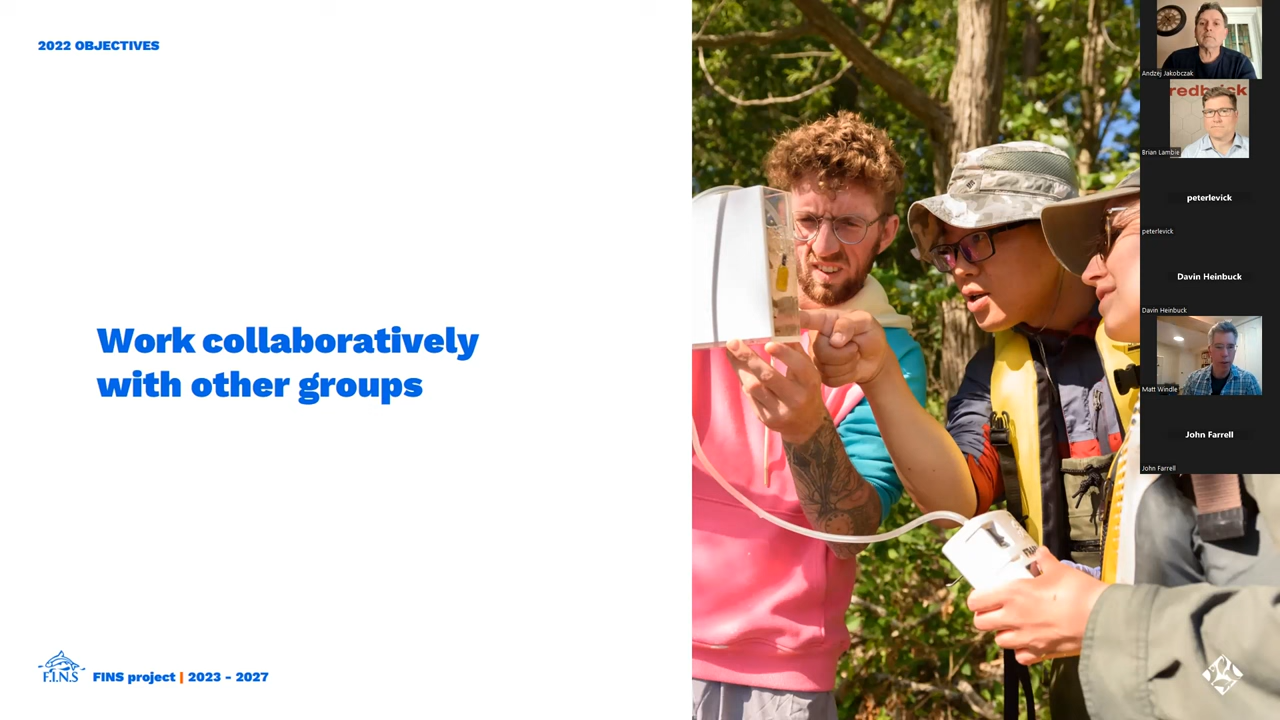 2022 OBJECTIVES
Work collaboratively
with other groups
F.I.N.S
FINS project | 2023 - 2027
Andzej Jakobczak
redbrick
Brian Lambie
peterlevick
peterlevick
Davin Heinbuck
Davin Heinbuck
Matt Windle
John Farrell
John Farrell